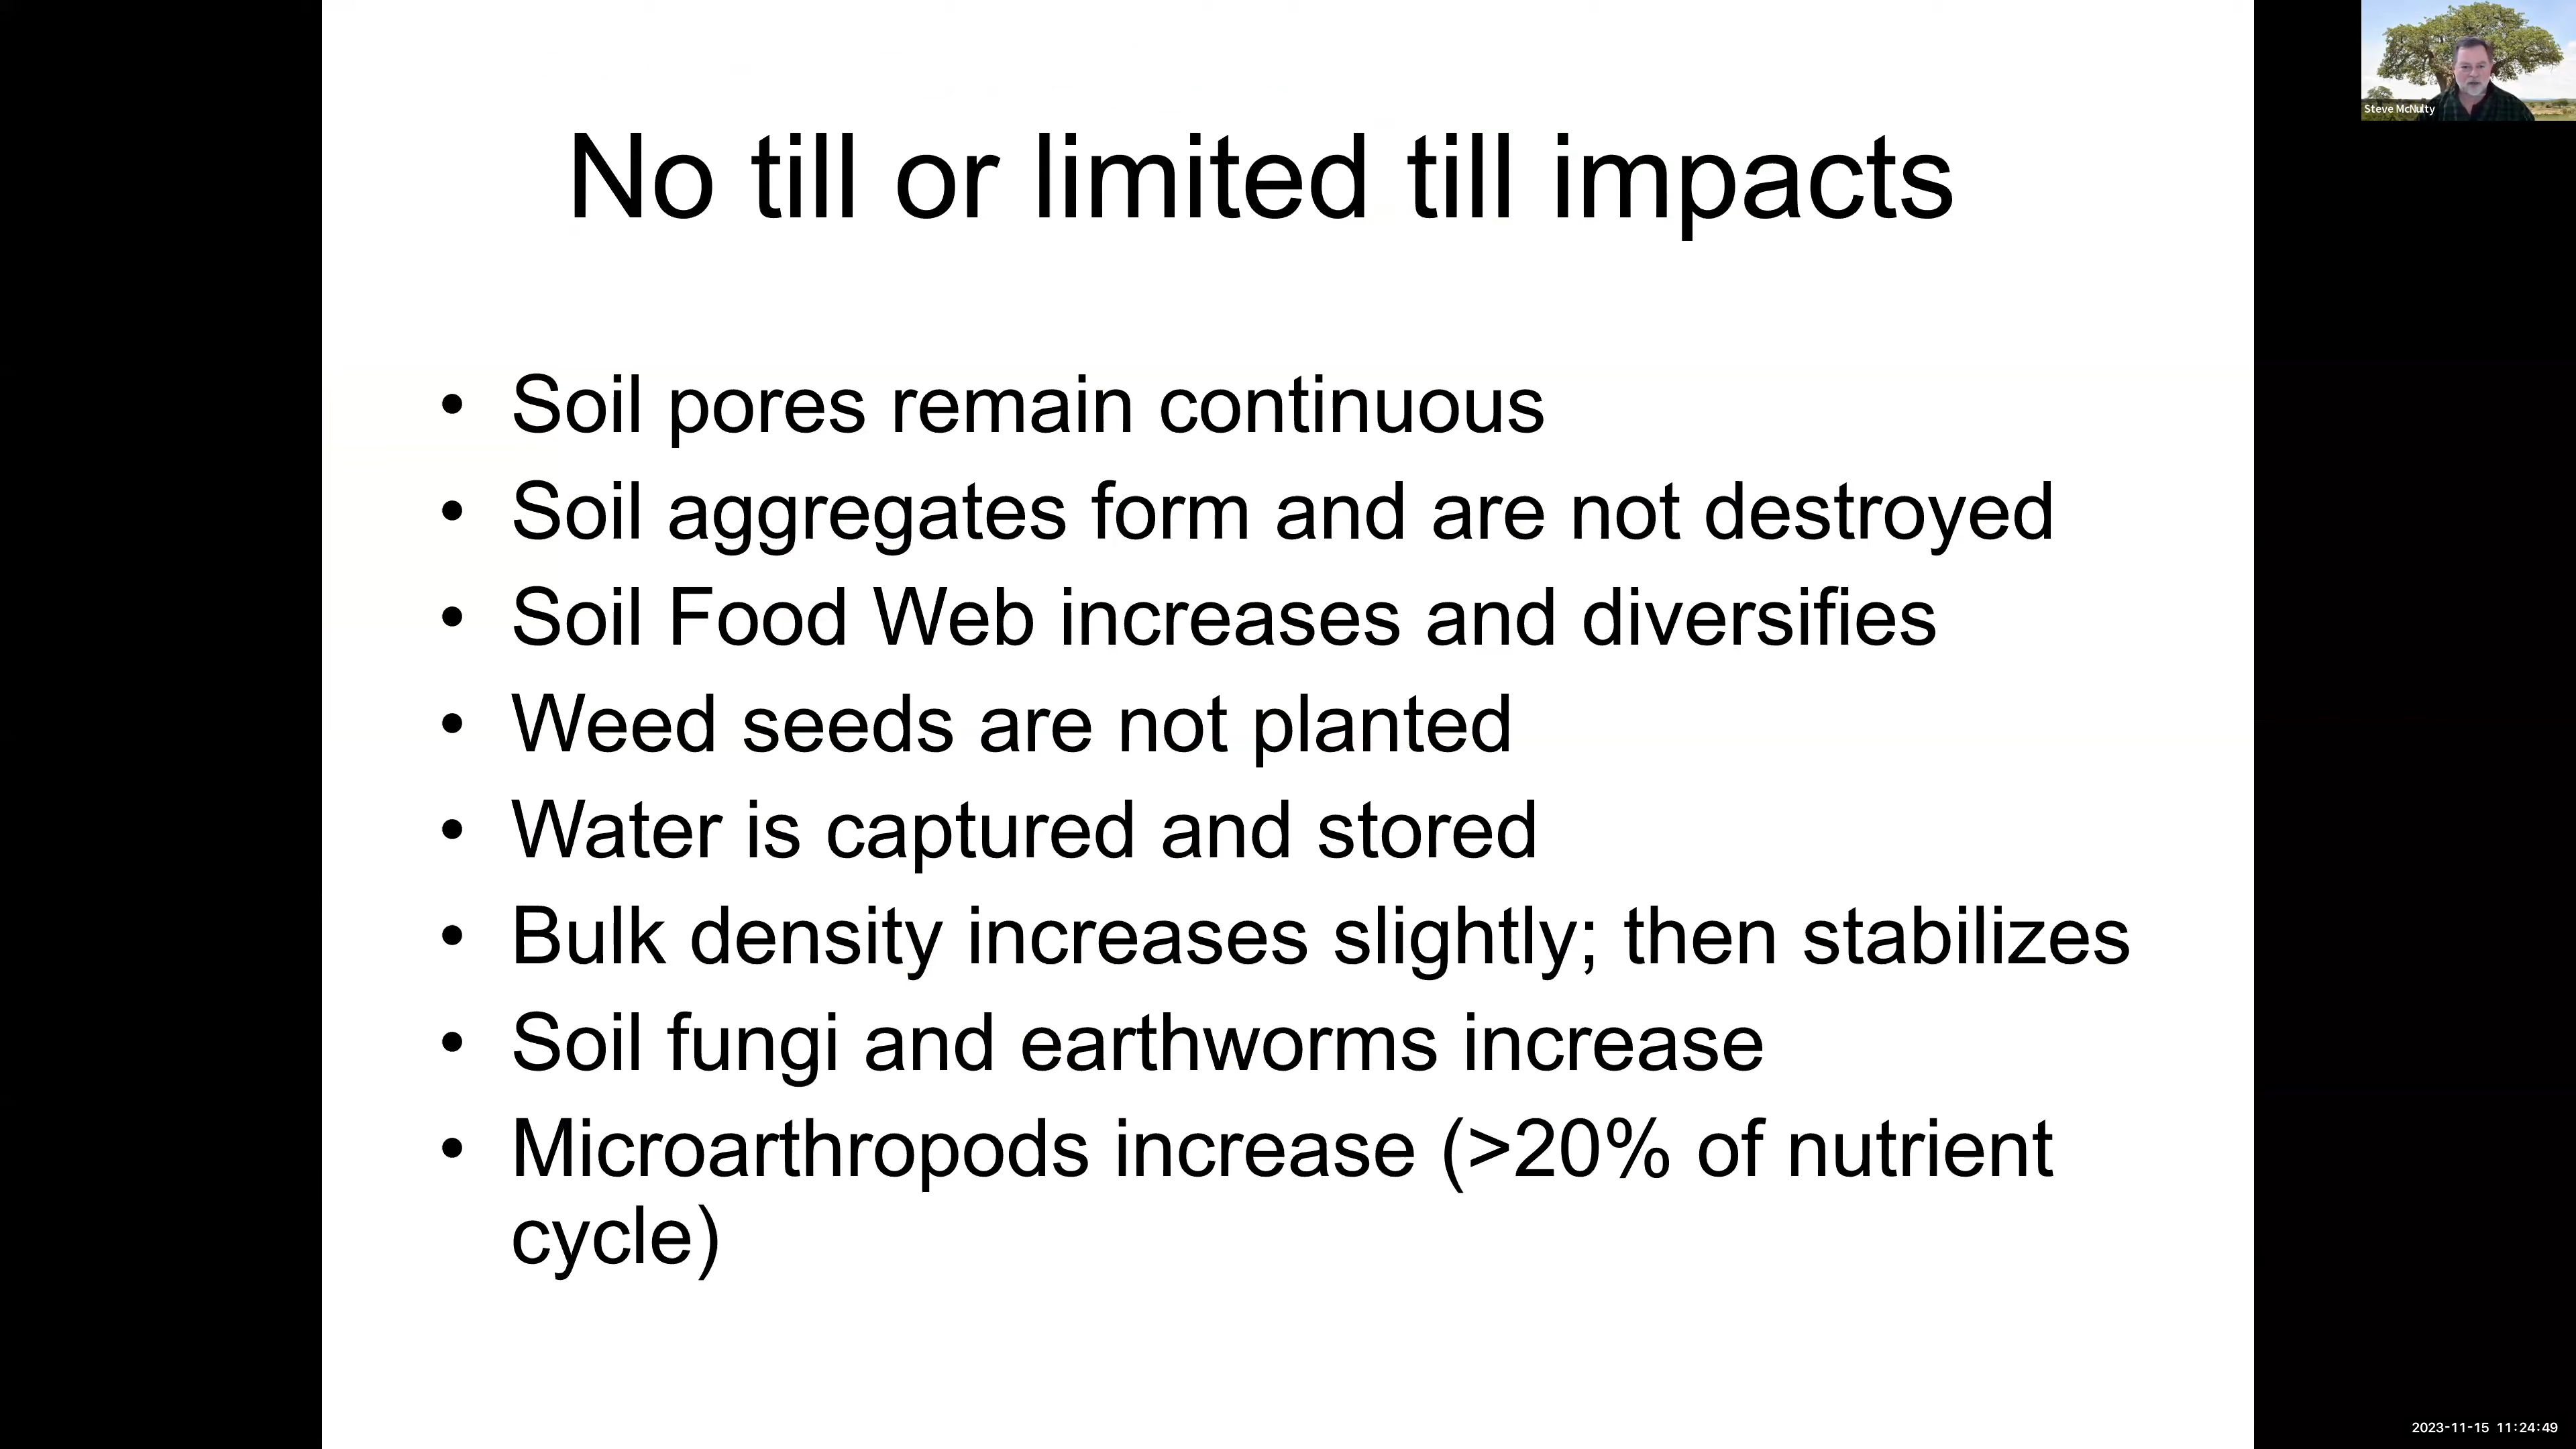 Steve McNulty
No till or limited till impacts
• Soil pores remain continuous
• Soil aggregates form and are not destroyed
• Soil Food Web increases and diversifies
• Weed seeds are not planted
• Water is captured and stored
• Bulk density increases slightly; then stabilizes
• Soil fungi and earthworms increase
• Microarthropods increase (>20% of nutrient
cycle)
2023-11-15 11:24:49